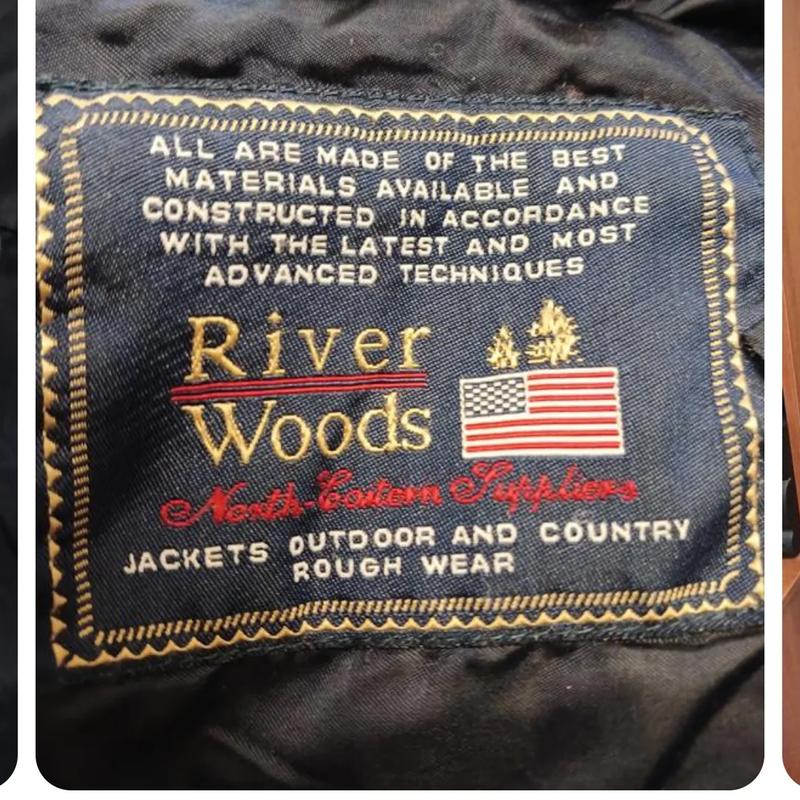 ALL ARE MADE OF THE BEST
MATERIALS AVAILABLE AND
CONSTRUCTED IN ACCORDANCE
WITH THE LATEST AND MOST
ADVANCED TECHNIQUES
River
Woods
North-Eastern Suppliers
JACKETS OUTDOOR AND COUNTRY
ROUGH WEAR